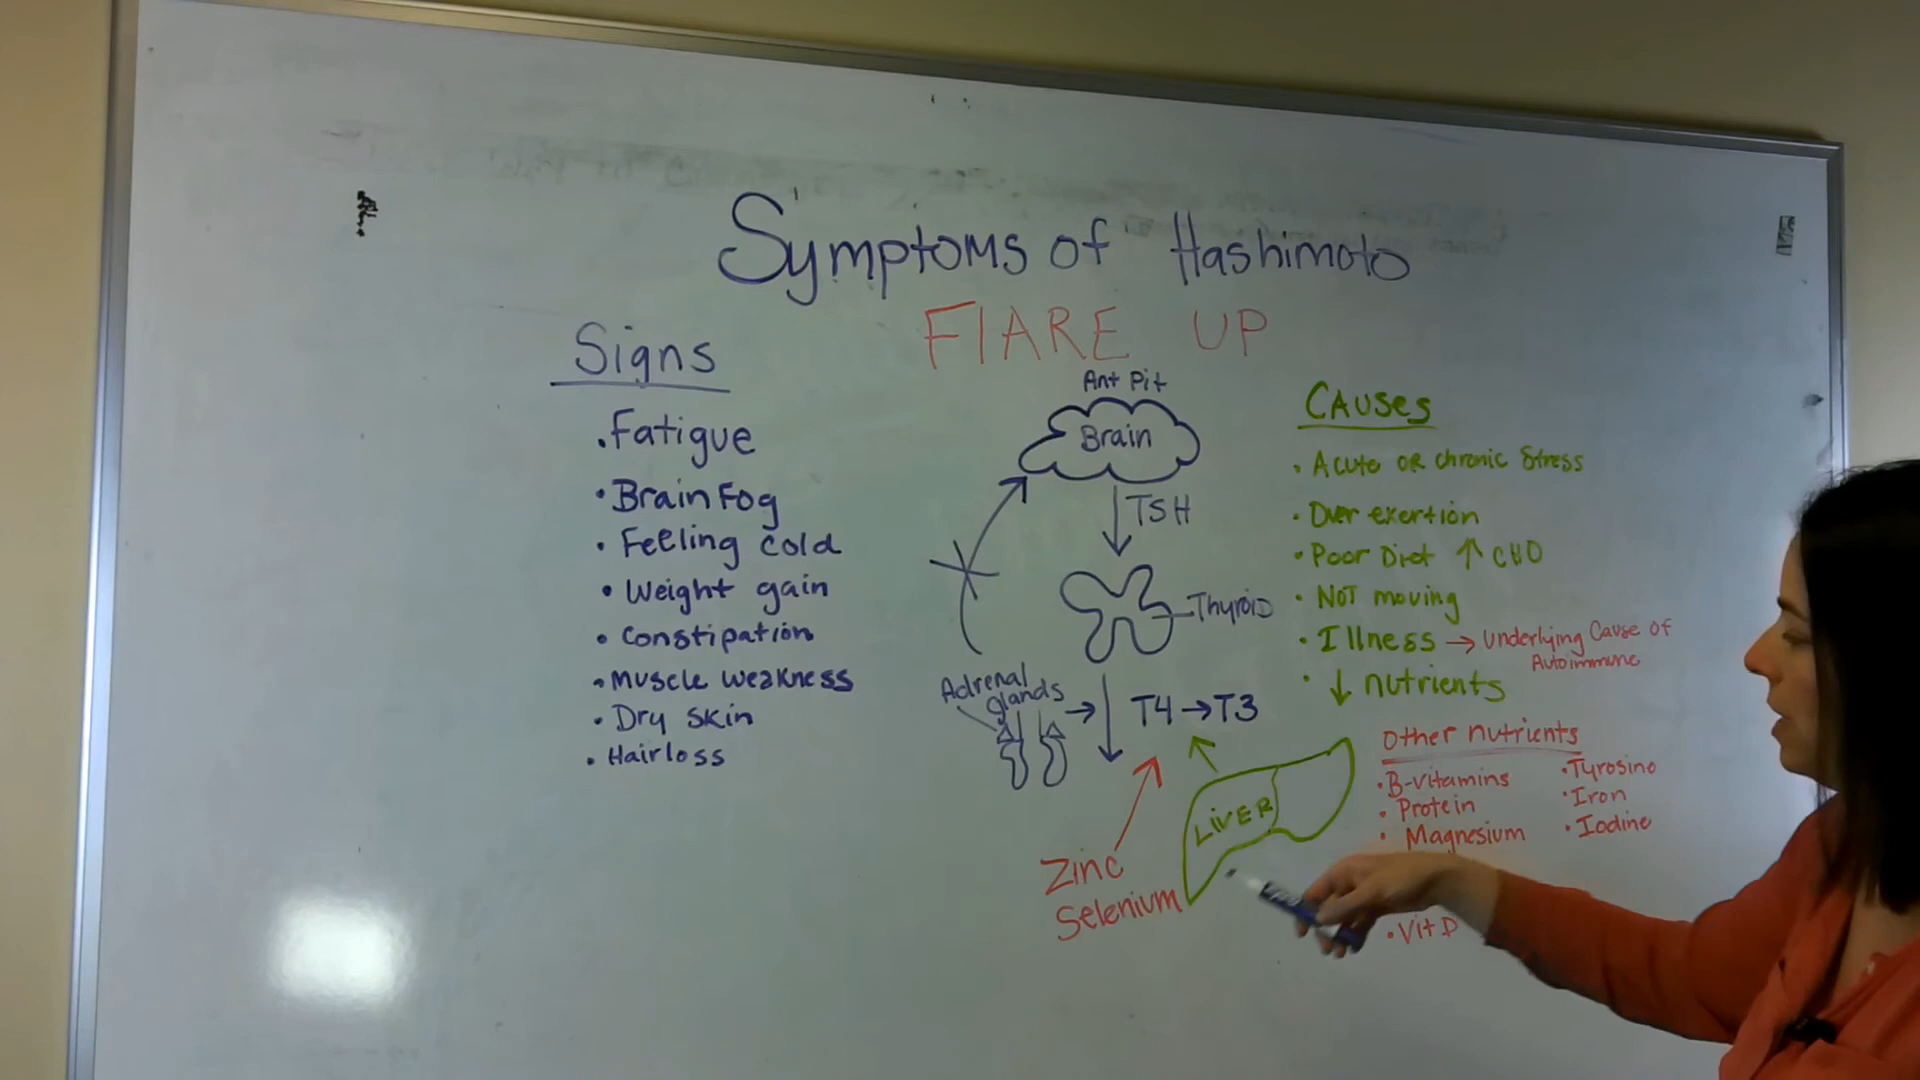 Symptoms of Hashimoto
FlARE UP
Signs
• Fatigue
• Brain Fog
• Feeling cold
• Weight gain
• Constipation
• Muscle weakness
• Dry skin
• Hairloss
Ant Pit
Brain
TSH
Thyroid
Adrenal
glands
T4 → T3
LIVER
Zinc
Selenium
CAUSES
• Acute OR chronic Stress
• Over exertion
• Poor Diet ↑ CHO
• NOT moving
• Illness → Underlying Cause of
Autoimmune
• ↓ nutrients
Other nutrients
• B-vitamins
• Protein
• Magnesium
• Vit D
• Tyrosine
• Iron
• Iodine